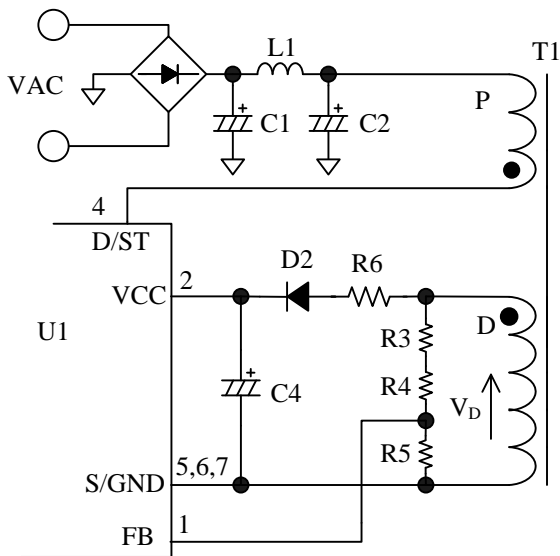 L1
T1
VAC
P
C1
C2
4
D/ST
D2
R6
2
VCC
D
U1
R3
C4
R4
VD
R5
5,6,7
S/GND
1
FB